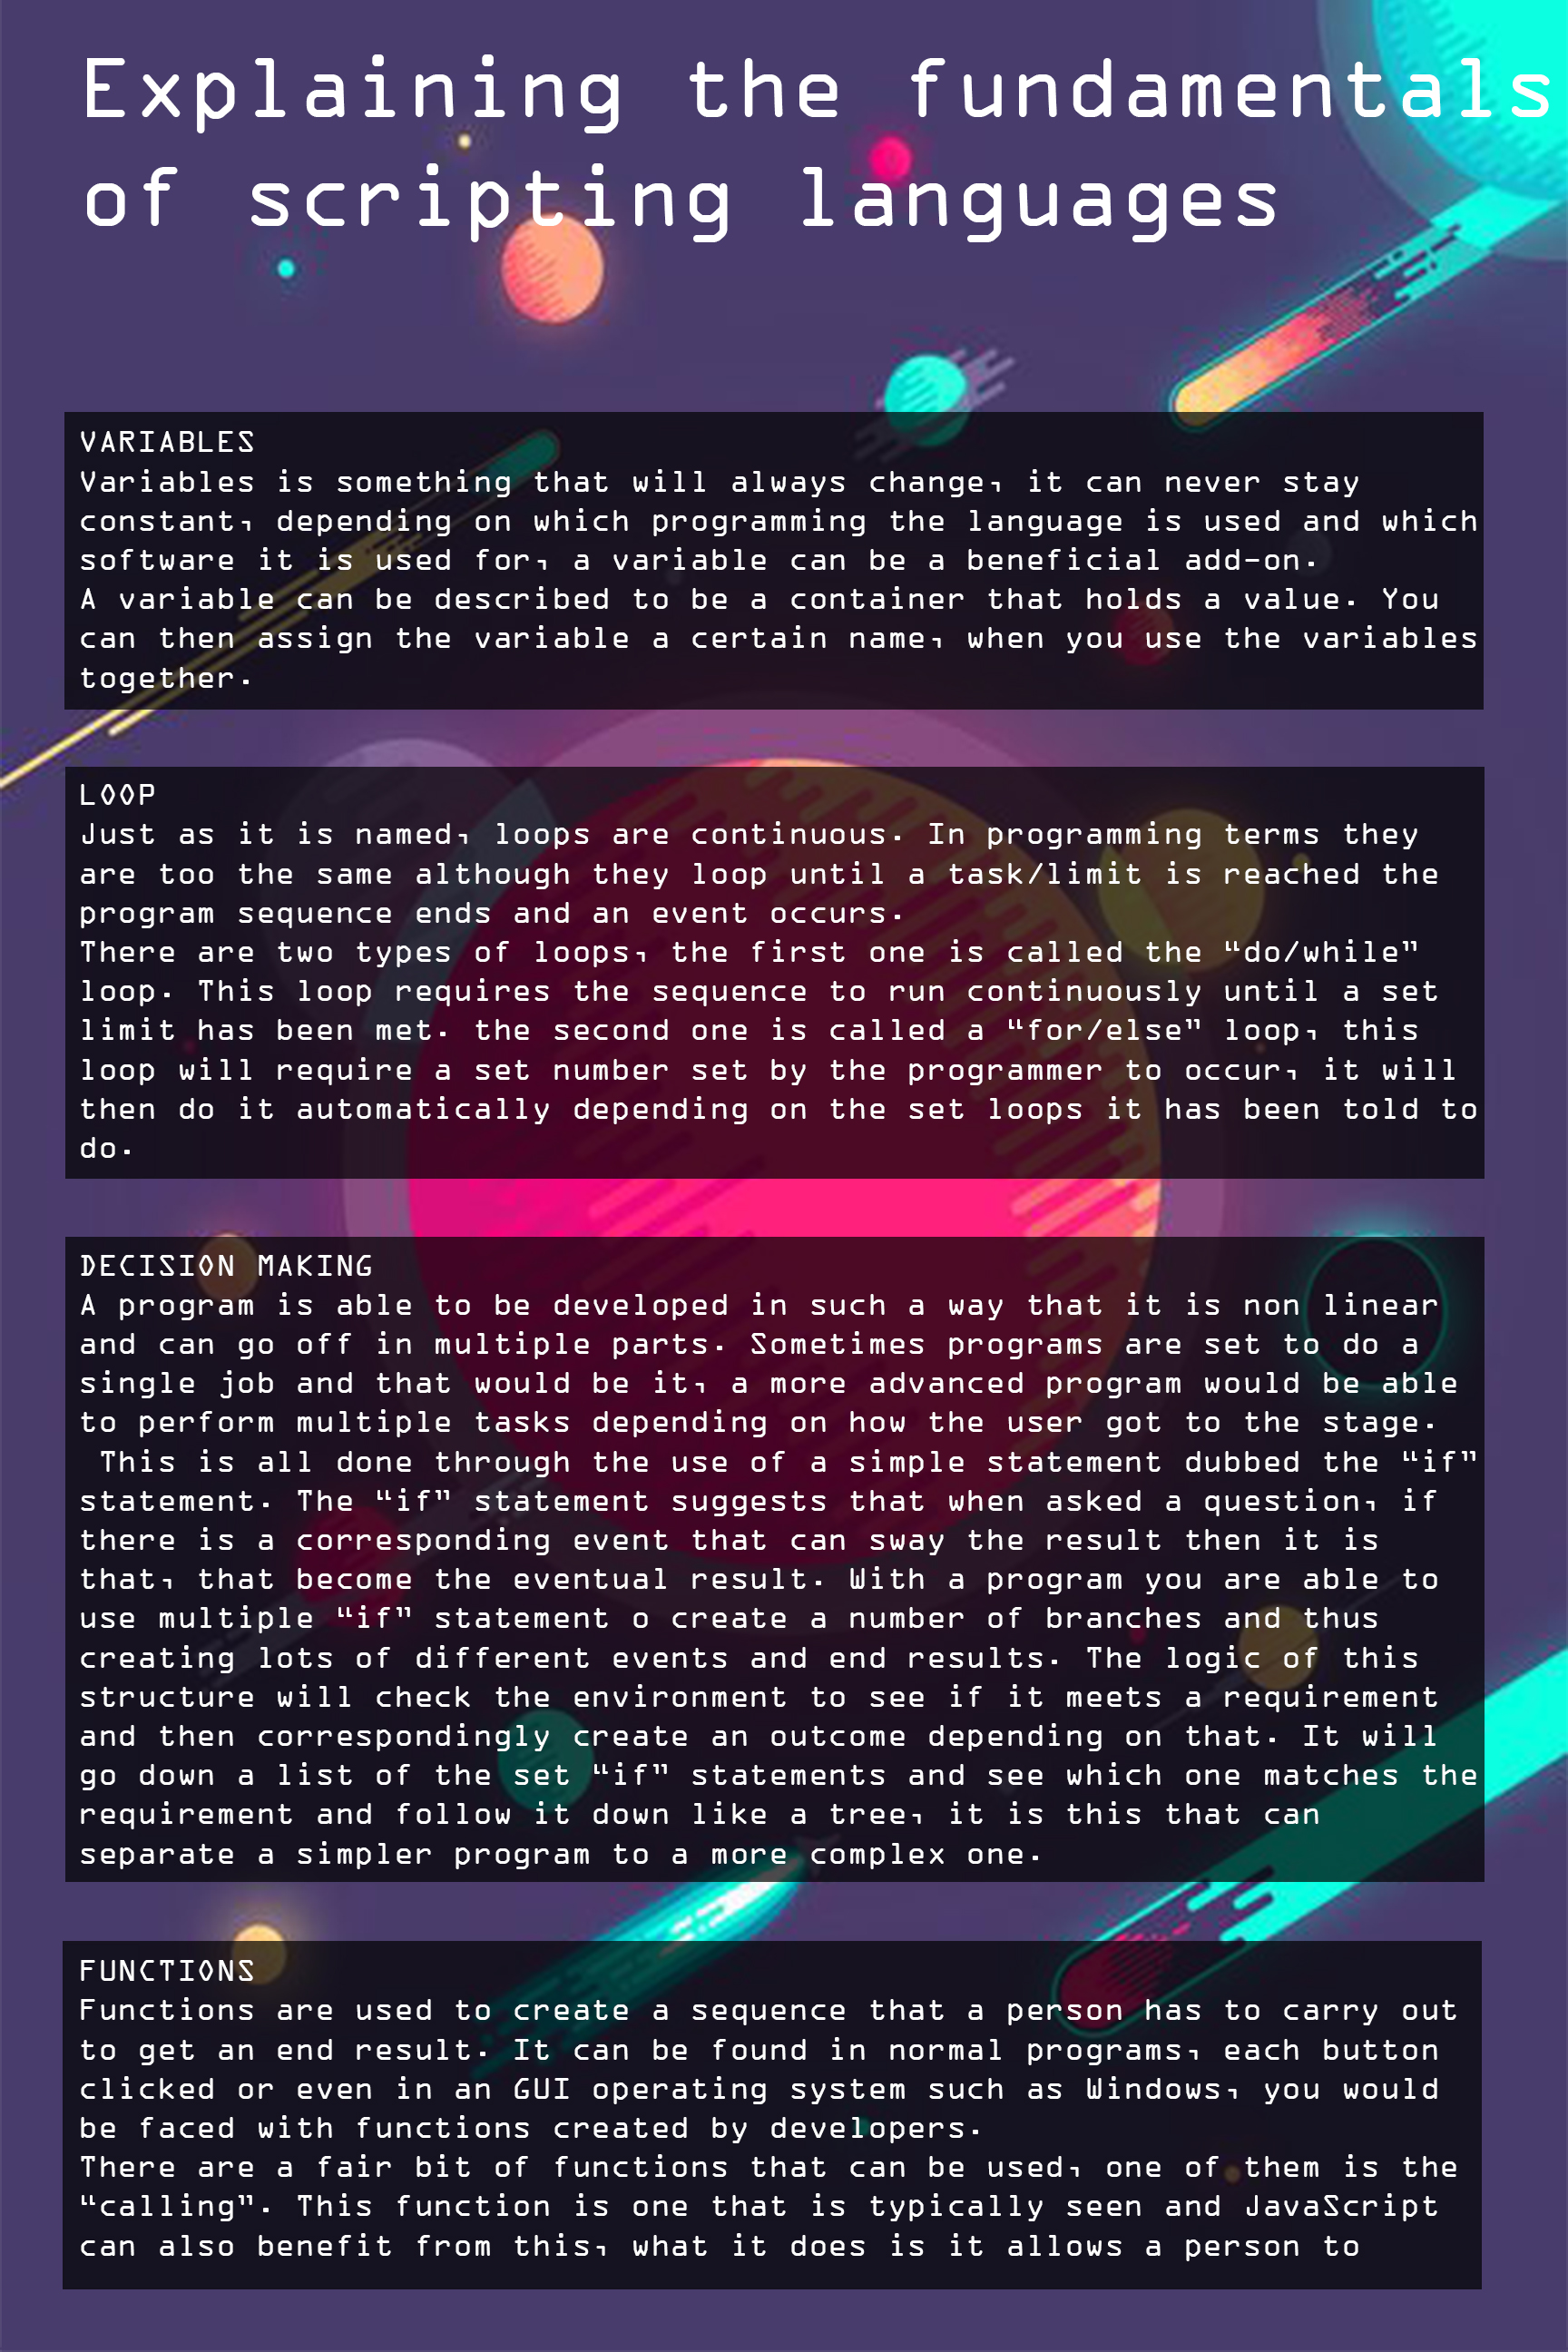 Explaining the fundamentals
of scripting languages
VARIABLES
Variables is something that will always change, it can never stay
constant, depending on which programming the language is used and which
software it is used for, a variable can be a beneficial add-on.
A variable can be described to be a container that holds a value. You
can then assign the variable a certain name, when you use the variables
together.
LOOP
Just as it is named, loops are continuous. In programming terms they
are too the same although they loop until a task/limit is reached the
program sequence ends and an event occurs.
There are two types of loops, the first one is called the “do/while”
loop. This loop requires the sequence to run continuously until a set
limit has been met. the second one is called a “for/else” loop, this
loop will require a set number set by the programmer to occur, it will
then do it automatically depending on the set loops it has been told to
do.
DECISION MAKING
A program is able to be developed in such a way that it is non linear
and can go off in multiple parts. Sometimes programs are set to do a
single job and that would be it, a more advanced program would be able
to perform multiple tasks depending on how the user got to the stage.
This is all done through the use of a simple statement dubbed the “if”
statement. The “if” statement suggests that when asked a question, if
there is a corresponding event that can sway the result then it is
that, that become the eventual result. With a program you are able to
use multiple “if” statement o create a number of branches and thus
creating lots of different events and end results. The logic of this
structure will check the environment to see if it meets a requirement
and then correspondingly create an outcome depending on that. It will
go down a list of the set “if” statements and see which one matches the
requirement and follow it down like a tree, it is this that can
separate a simpler program to a more complex one.
FUNCTIONS
Functions are used to create a sequence that a person has to carry out
to get an end result. It can be found in normal programs, each button
clicked or even in an GUI operating system such as Windows, you would
be faced with functions created by developers.
There are a fair bit of functions that can be used, one of them is the
“calling”. This function is one that is typically seen and JavaScript
can also benefit from this, what it does is it allows a person to